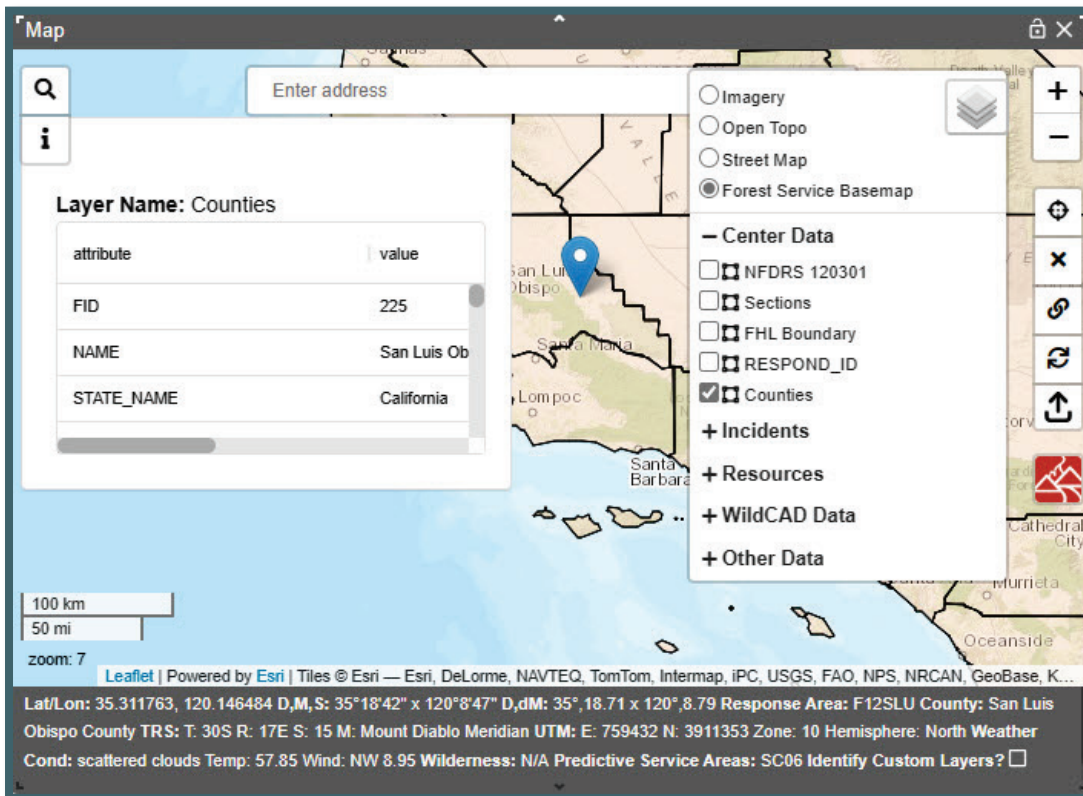 Map
Enter address
i
Layer Name: Counties
attribute value
FID 225
NAME San Luis Ob
STATE_NAME California
Imagery
Open Topo
Street Map
Forest Service Basemap
− Center Data
NFDRS 120301
Sections
FHL Boundary
RESPOND_ID
Counties
+ Incidents
+ Resources
+ WildCAD Data
+ Other Data
+
−
San Lui
Obispo
Santa Maria
Lompoc
Santa
Barbara
Cathedral
City
Murrieta
Oceanside
100 km
50 mi
zoom: 7
Leaflet | Powered by Esri | Tiles © Esri — Esri, DeLorme, NAVTEQ, TomTom, Intermap, iPC, USGS, FAO, NPS, NRCAN, GeoBase, K...
Lat/Lon: 35.311763, 120.146484 D,M,S: 35°18'42" x 120°8'47" D,dM: 35°,18.71 x 120°,8.79 Response Area: F12SLU County: San Luis
Obispo County TRS: T: 30S R: 17E S: 15 M: Mount Diablo Meridian UTM: E: 759432 N: 3911353 Zone: 10 Hemisphere: North Weather
Cond: scattered clouds Temp: 57.85 Wind: NW 8.95 Wilderness: N/A Predictive Service Areas: SC06 Identify Custom Layers?